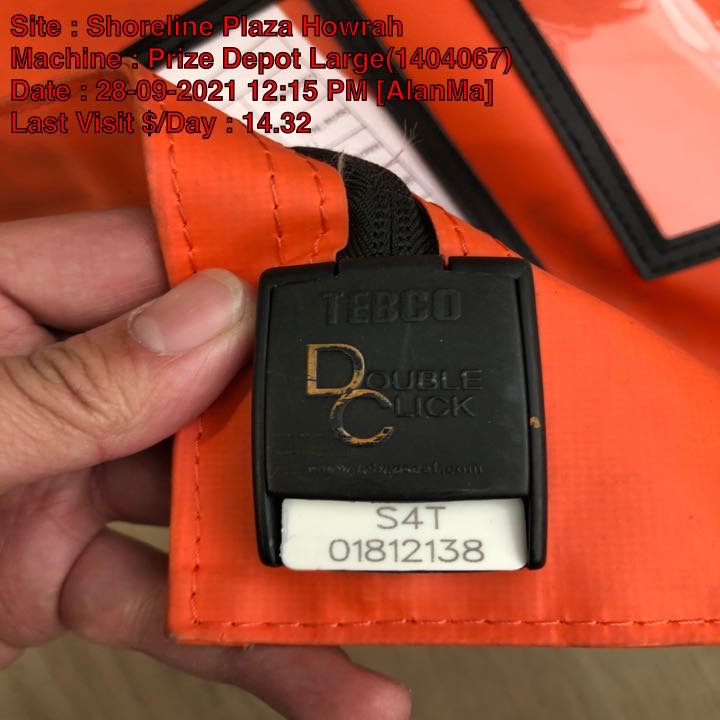 Site : Shoreline Plaza Howrah
Machine : Prize Depot Large(1404067)
Date : 28-09-2021 12:15 PM [AlanMa]
Last Visit $/Day : 14.32
TEBCO
DOUBLE
CLICK
S4T
01812138